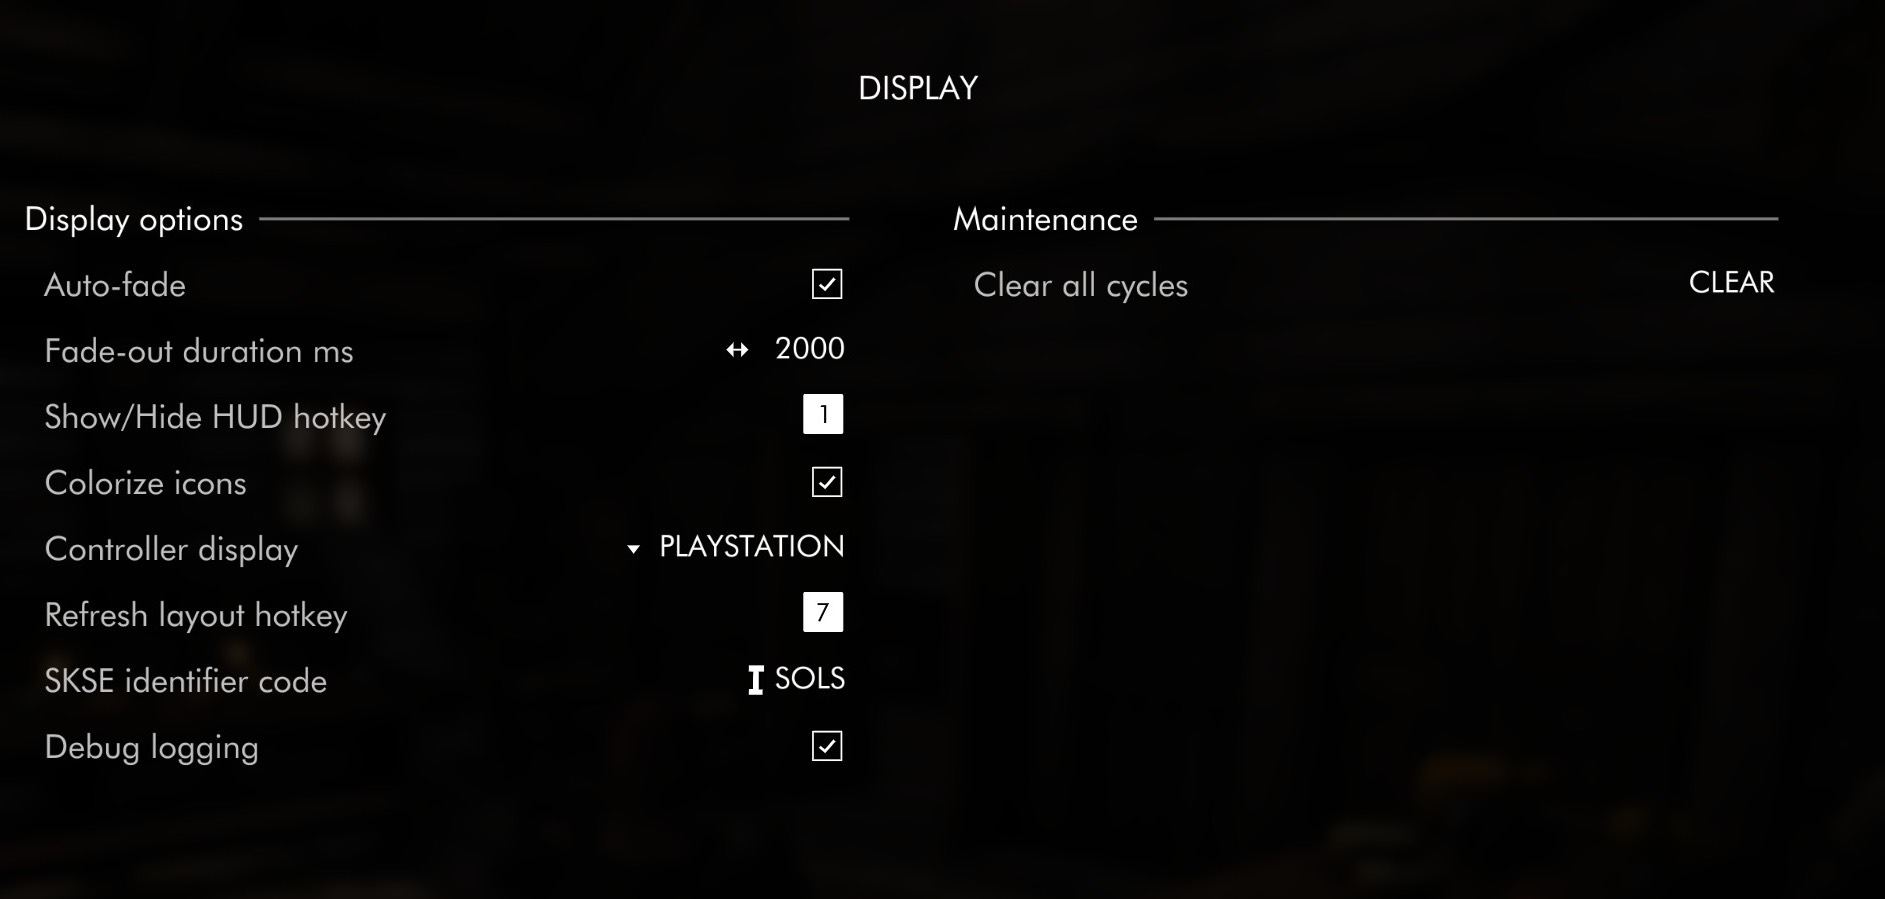 DISPLAY
Display options
Auto-fade
Fade-out duration ms 2000
Show/Hide HUD hotkey 1
Colorize icons
Controller display PLAYSTATION
Refresh layout hotkey 7
SKSE identifier code SOLS
Debug logging
Maintenance
Clear all cycles CLEAR